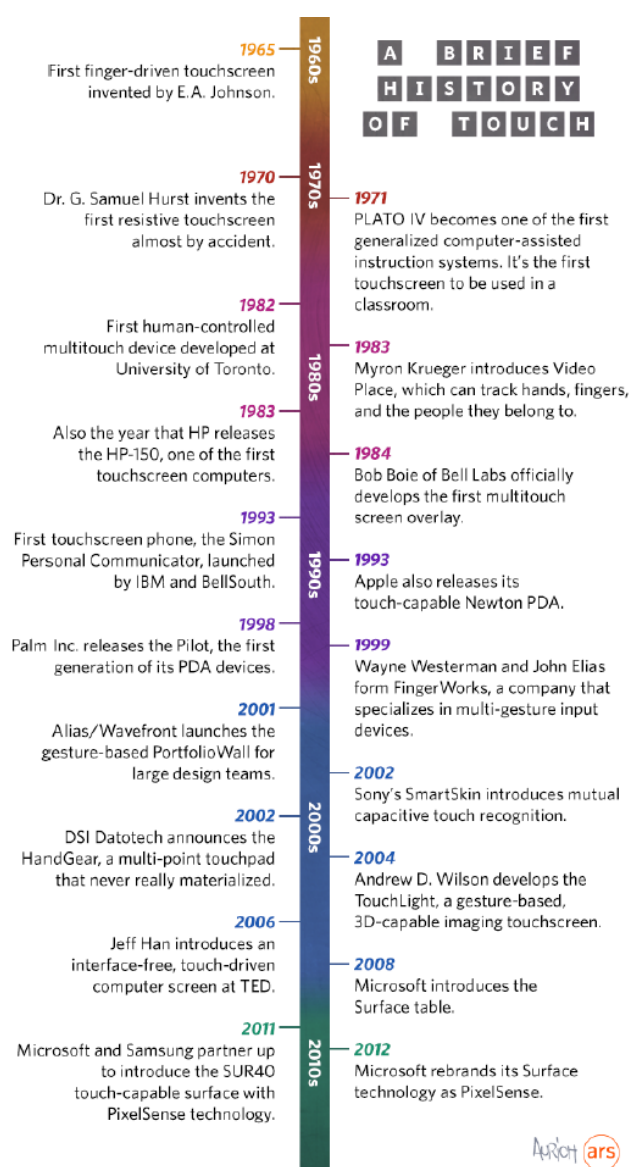 A BRIEF
HISTORY
OF TOUCH
1960s
1965
First finger-driven touchscreen
invented by E.A. Johnson.
1970s
1970
Dr. G. Samuel Hurst invents the
first resistive touchscreen
almost by accident.
1971
PLATO IV becomes one of the first
generalized computer-assisted
instruction systems. It's the first
touchscreen to be used in a
classroom.
1982
First human-controlled
multitouch device developed at
University of Toronto.
1980s
1983
Myron Krueger introduces Video
Place, which can track hands, fingers,
and the people they belong to.
1983
Also the year that HP releases
the HP-150, one of the first
touchscreen computers.
1984
Bob Boie of Bell Labs officially
develops the first multitouch
screen overlay.
1993
First touchscreen phone, the Simon
Personal Communicator, launched
by IBM and BellSouth.
1990s
1993
Apple also releases its
touch-capable Newton PDA.
1998
Palm Inc. releases the Pilot, the first
generation of its PDA devices.
1999
Wayne Westerman and John Elias
form FingerWorks, a company that
specializes in multi-gesture input
devices.
2001
Alias/Wavefront launches the
gesture-based PortfolioWall for
large design teams.
2002
Sony's SmartSkin introduces mutual
capacitive touch recognition.
2000s
2002
DSI Datotech announces the
HandGear, a multi-point touchpad
that never really materialized.
2004
Andrew D. Wilson develops the
TouchLight, a gesture-based,
3D-capable imaging touchscreen.
2006
Jeff Han introduces an
interface-free, touch-driven
computer screen at TED.
2008
Microsoft introduces the
Surface table.
2011
Microsoft and Samsung partner up
to introduce the SUR40
touch-capable surface with
PixelSense technology.
2010s
2012
Microsoft rebrands its Surface
technology as PixelSense.
AURICH ars